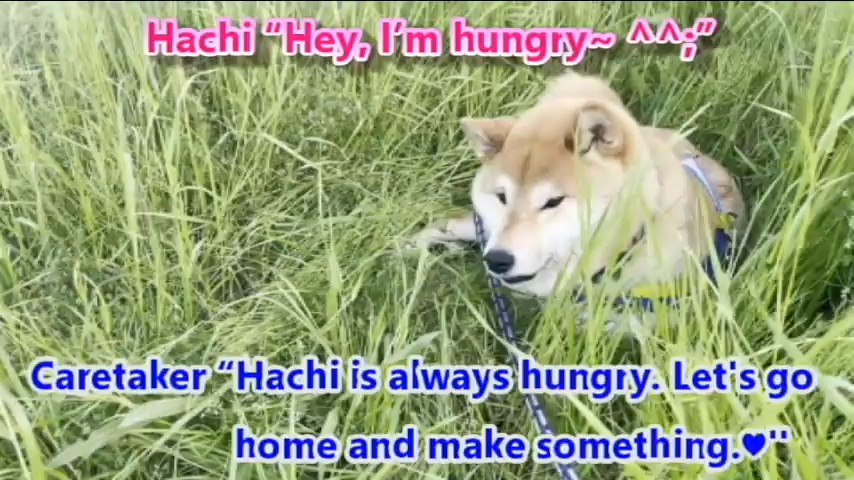 Hachi “Hey, I’m hungry~ ^^;”
Caretaker “Hachi is always hungry. Let's go
home and make something.♥''